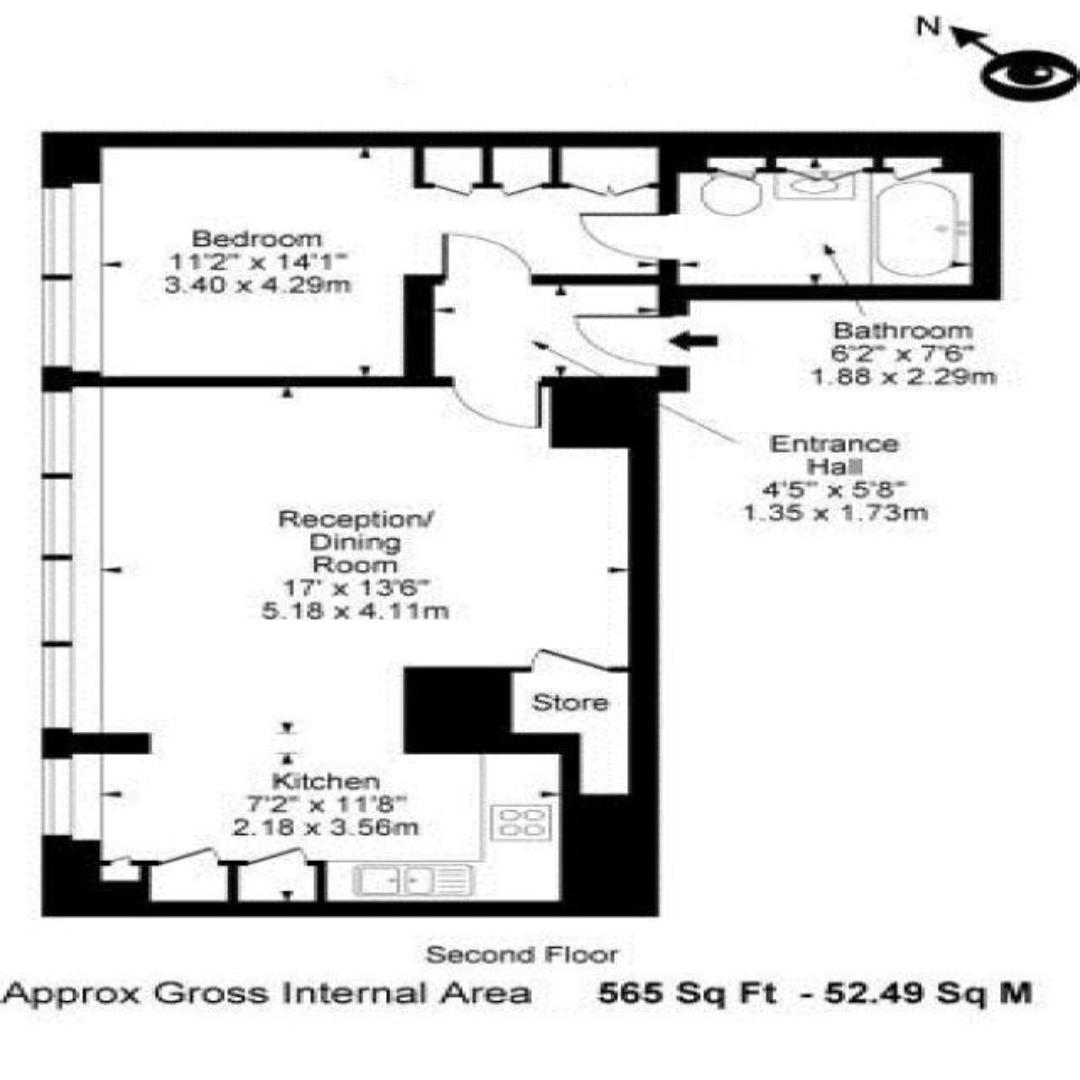 N
Bedroom
11'2" x 14'1"
3.40 x 4.29m
Bathroom
6'2" x 7'6"
1.88 x 2.29m
Entrance
Hall
4'5" x 5'8"
1.35 x 1.73m
Reception/
Dining
Room
17' x 13'6"
5.18 x 4.11m
Store
Kitchen
7'2" x 11'8"
2.18 x 3.56m
Second Floor
Approx Gross Internal Area 565 Sq Ft - 52.49 Sq M